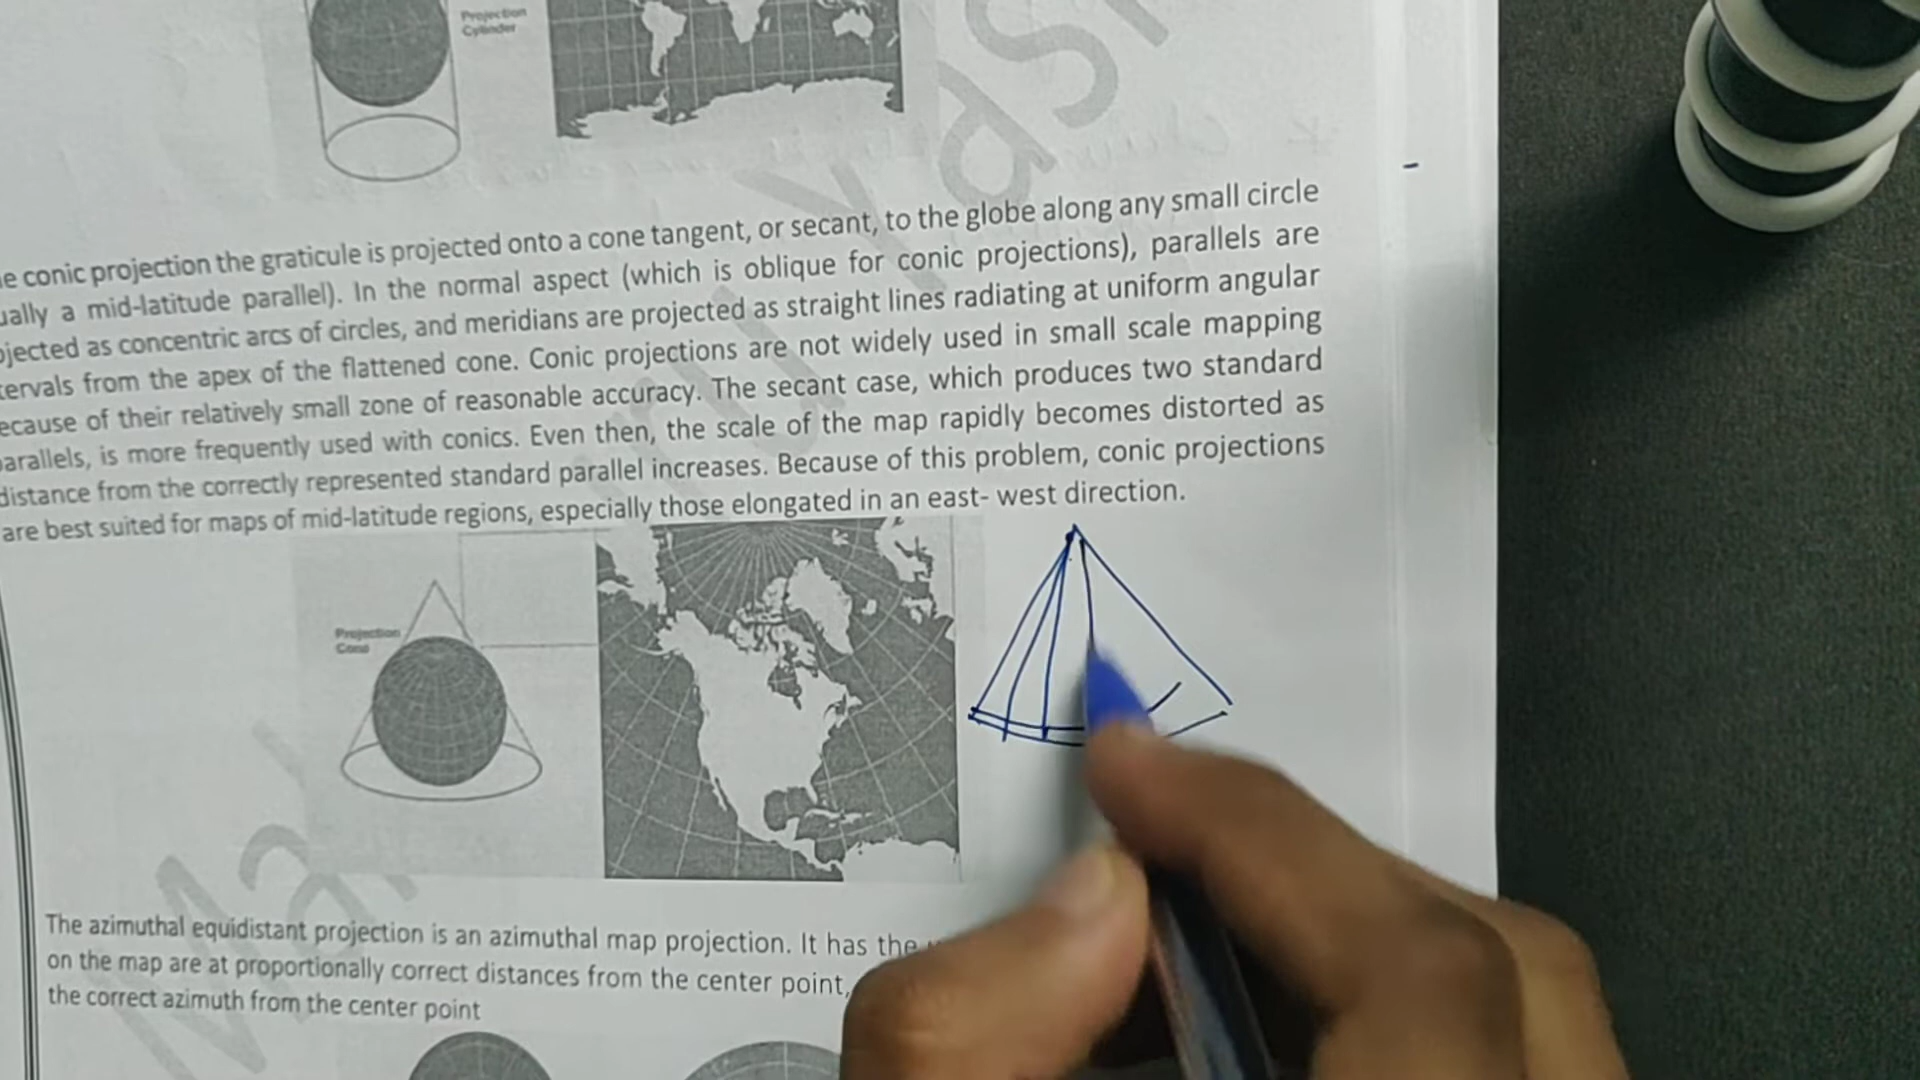 Projection
Cylinder
e conic projection the graticule is projected onto a cone tangent, or secant, to the globe along any small circle
ually a mid-latitude parallel). In the normal aspect (which is oblique for conic projections), parallels are
ojected as concentric arcs of circles, and meridians are projected as straight lines radiating at uniform angular
tervals from the apex of the flattened cone. Conic projections are not widely used in small scale mapping
ecause of their relatively small zone of reasonable accuracy. The secant case, which produces two standard
parallels, is more frequently used with conics. Even then, the scale of the map rapidly becomes distorted as
distance from the correctly represented standard parallel increases. Because of this problem, conic projections
are best suited for maps of mid-latitude regions, especially those elongated in an east- west direction.
Projection
Cone
The azimuthal equidistant projection is an azimuthal map projection. It has the
on the map are at proportionally correct distances from the center point,
the correct azimuth from the center point